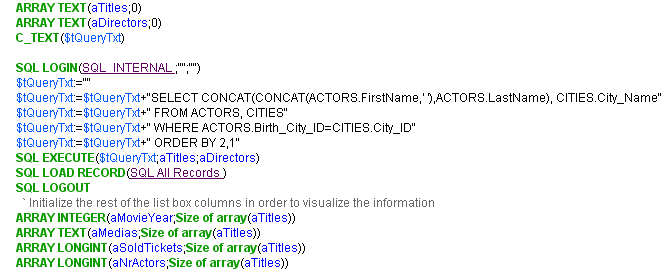 ARRAY TEXT(aTitles;0)
ARRAY TEXT(aDirectors;0)
C_TEXT($tQueryTxt)
SQL LOGIN(SQL_INTERNAL ;"";"")
$tQueryTxt:=""
$tQueryTxt:=$tQueryTxt+"SELECT CONCAT(CONCAT(ACTORS.FirstName,' '),ACTORS.LastName), CITIES.City_Name"
$tQueryTxt:=$tQueryTxt+" FROM ACTORS, CITIES"
$tQueryTxt:=$tQueryTxt+" WHERE ACTORS.Birth_City_ID=CITIES.City_ID"
$tQueryTxt:=$tQueryTxt+" ORDER BY 2,1"
SQL EXECUTE($tQueryTxt;aTitles;aDirectors)
SQL LOAD RECORD(SQL All Records )
SQL LOGOUT
` Initialize the rest of the list box columns in order to visualize the information
ARRAY INTEGER(aMovieYear;Size of array(aTitles))
ARRAY TEXT(aMedias;Size of array(aTitles))
ARRAY LONGINT(aSoldTickets;Size of array(aTitles))
ARRAY LONGINT(aNrActors;Size of array(aTitles))